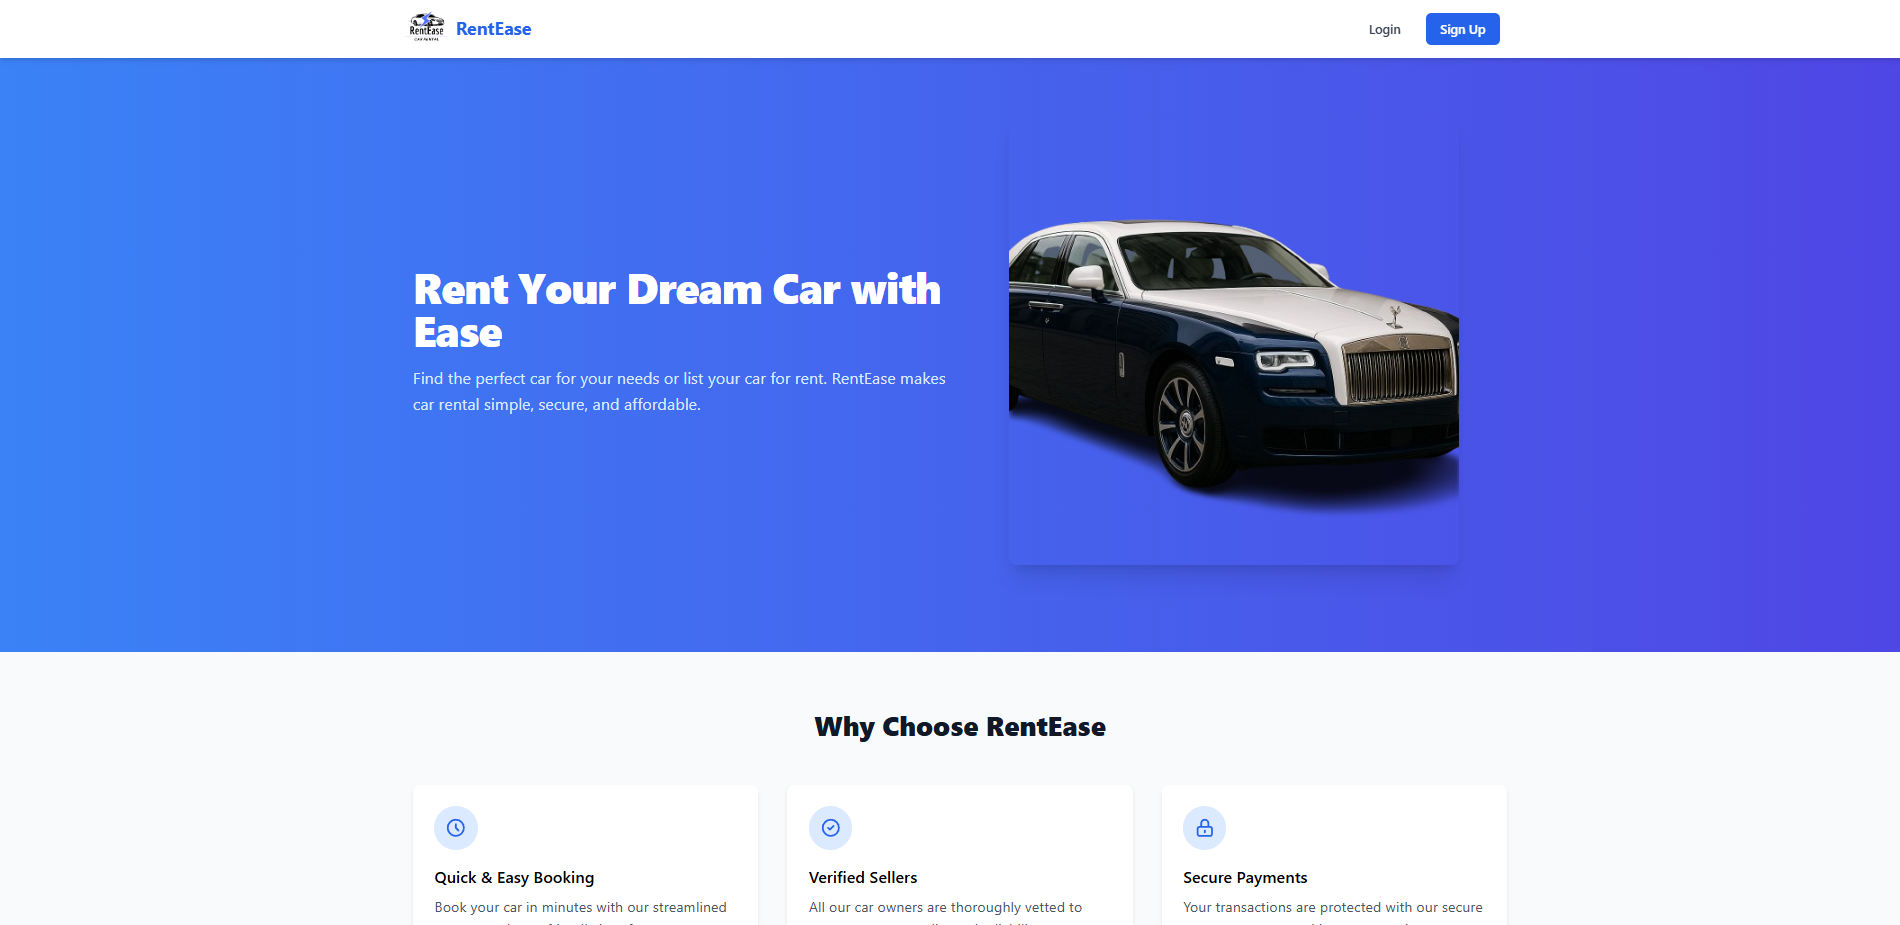 RentEase
CAR RENTAL
RentEase
Login
Sign Up
Rent Your Dream Car with
Ease
Find the perfect car for your needs or list your car for rent. RentEase makes
car rental simple, secure, and affordable.
Why Choose RentEase
Quick & Easy Booking
Book your car in minutes with our streamlined
Verified Sellers
All our car owners are thoroughly vetted to
Secure Payments
Your transactions are protected with our secure